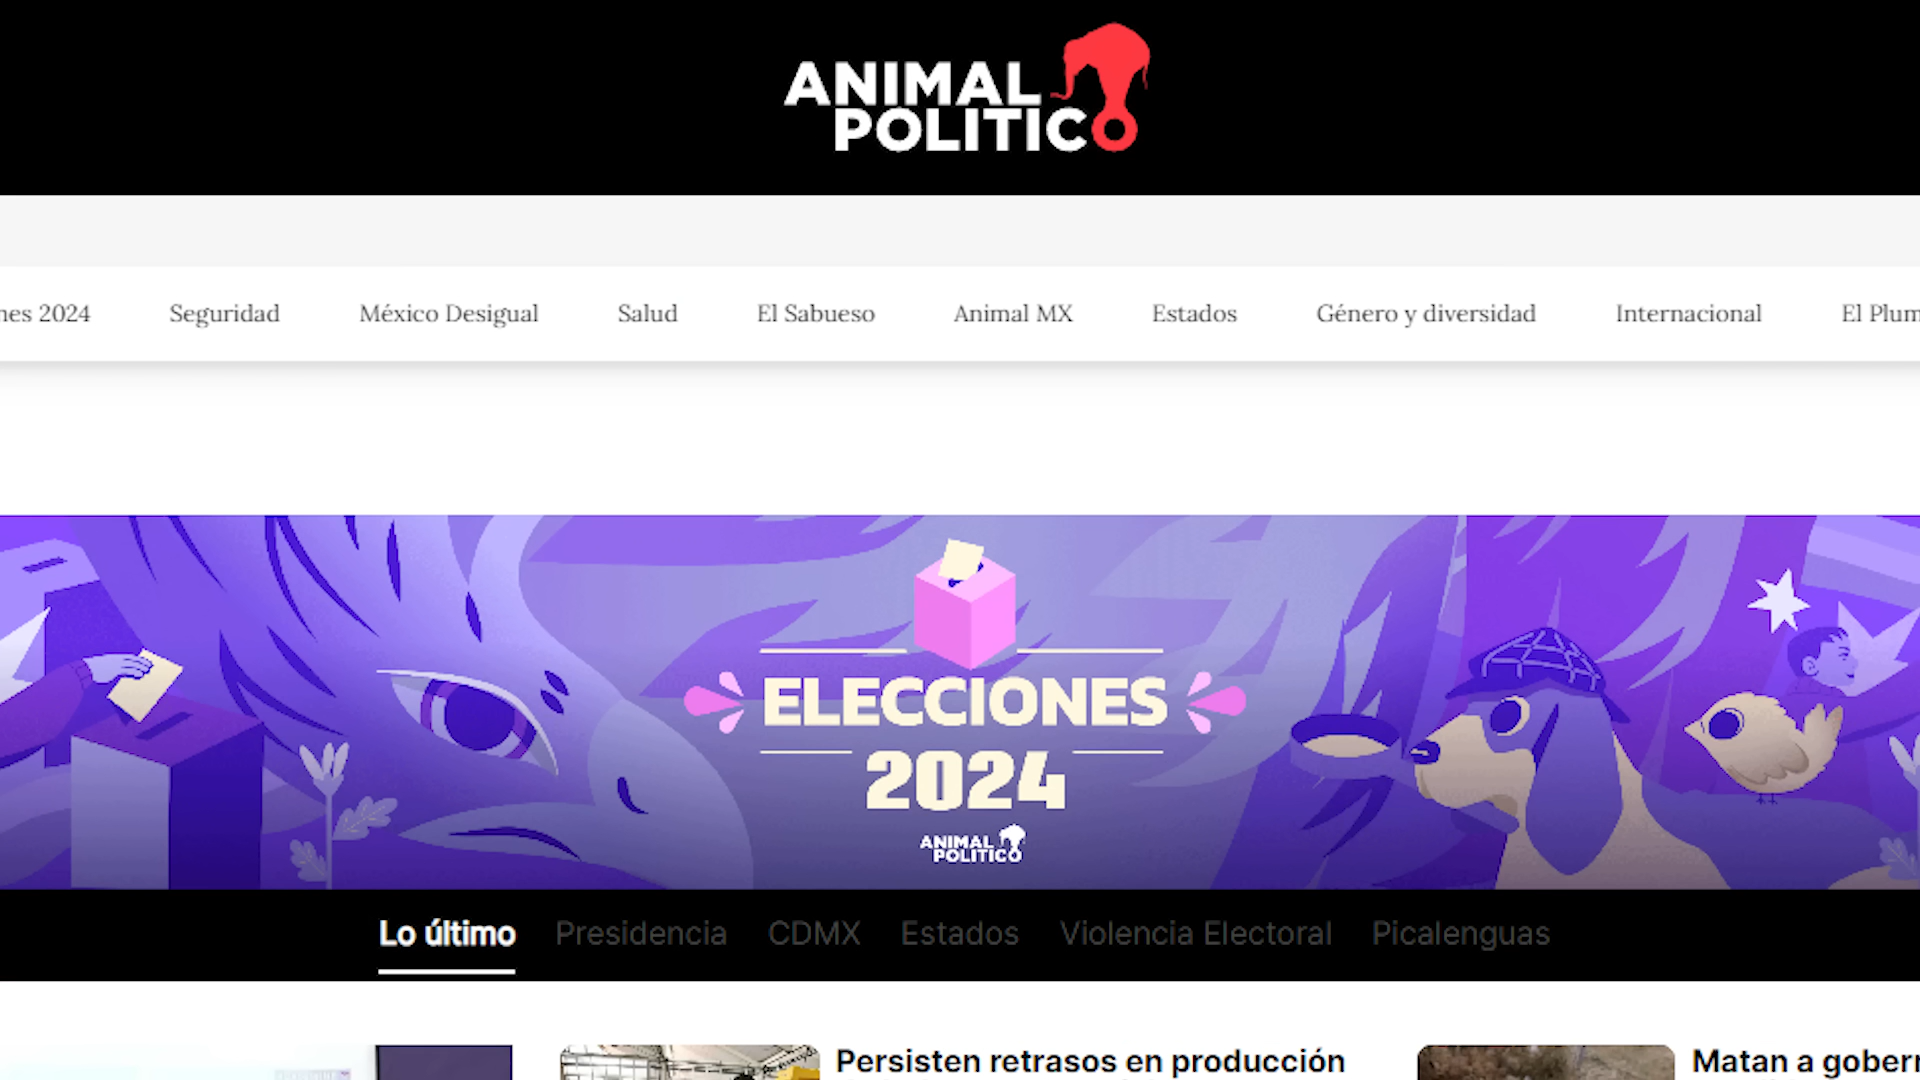 ANIMAL
POLITICO
nes 2024 Seguridad México Desigual Salud El Sabueso Animal MX Estados Género y diversidad Internacional El Plum
ELECCIONES
2024
ANIMAL
POLITICO
Lo último Presidencia CDMX Estados Violencia Electoral Picalenguas
Persisten retrasos en producción
Matan a gobern